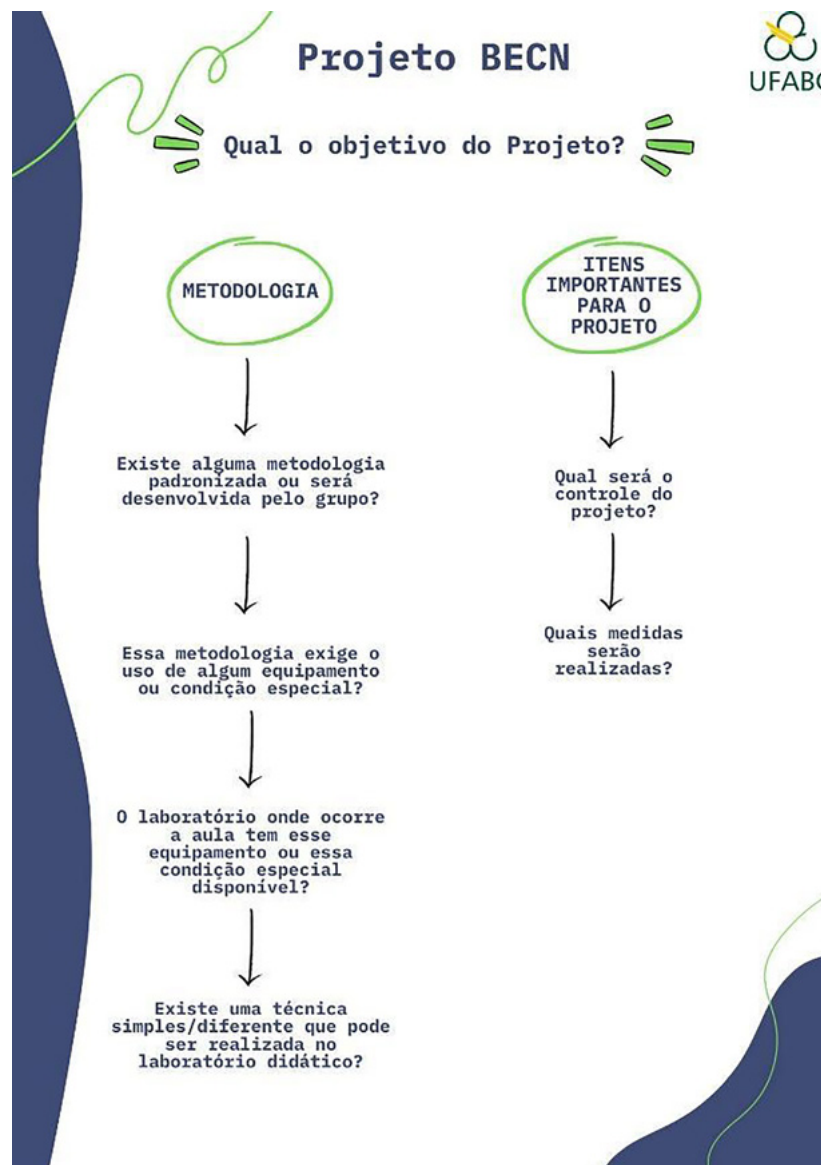 Projeto BECN
UFABC
Qual o objetivo do Projeto?
METODOLOGIA
Existe alguma metodologia
padronizada ou será
desenvolvida pelo grupo?
Essa metodologia exige o
uso de algum equipamento
ou condição especial?
O laboratório onde ocorre
a aula tem esse
equipamento ou essa
condição especial
disponível?
Existe uma técnica
simples/diferente que pode
ser realizada no
laboratório didático?
ITENS
IMPORTANTES
PARA O
PROJETO
Qual será o
controle do
projeto?
Quais medidas
serão
realizadas?